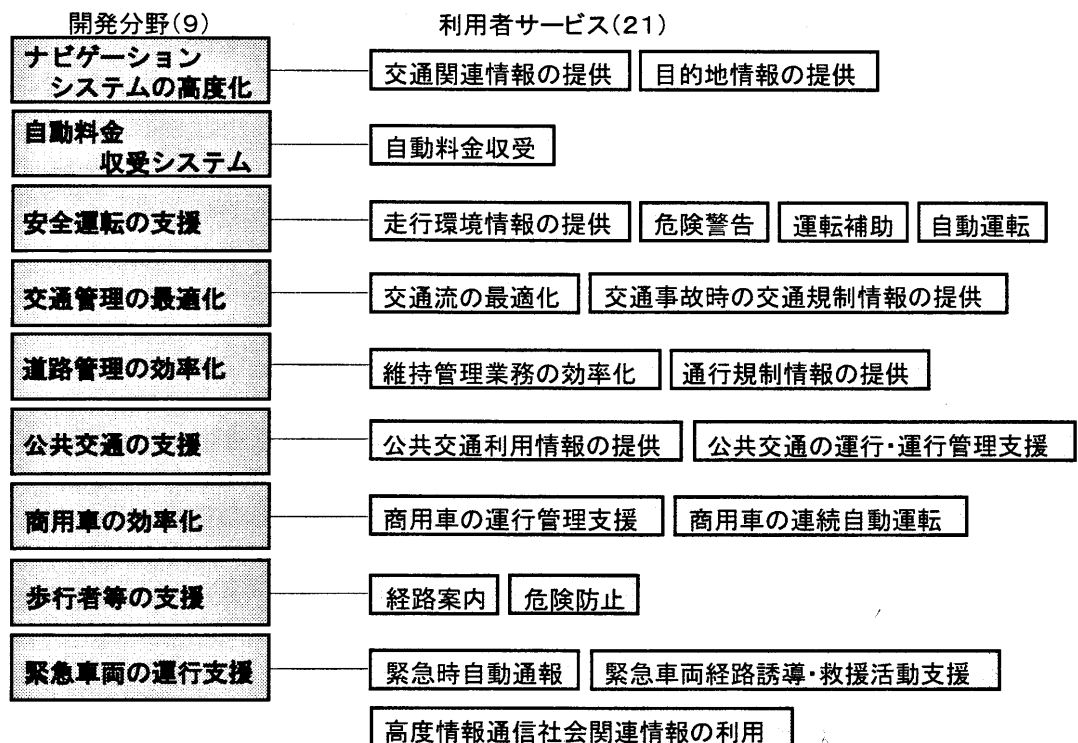 開発分野(9) 利用者サービス(21)
ナビゲーション
システムの高度化 交通関連情報の提供 目的地情報の提供
自動料金
収受システム 自動料金収受
安全運転の支援 走行環境情報の提供 危険警告 運転補助 自動運転
交通管理の最適化 交通流の最適化 交通事故時の交通規制情報の提供
道路管理の効率化 維持管理業務の効率化 通行規制情報の提供
公共交通の支援 公共交通利用情報の提供 公共交通の運行・運行管理支援
商用車の効率化 商用車の運行管理支援 商用車の連続自動運転
歩行者等の支援 経路案内 危険防止
緊急車両の運行支援 緊急時自動通報 緊急車両経路誘導・救援活動支援
高度情報通信社会関連情報の利用